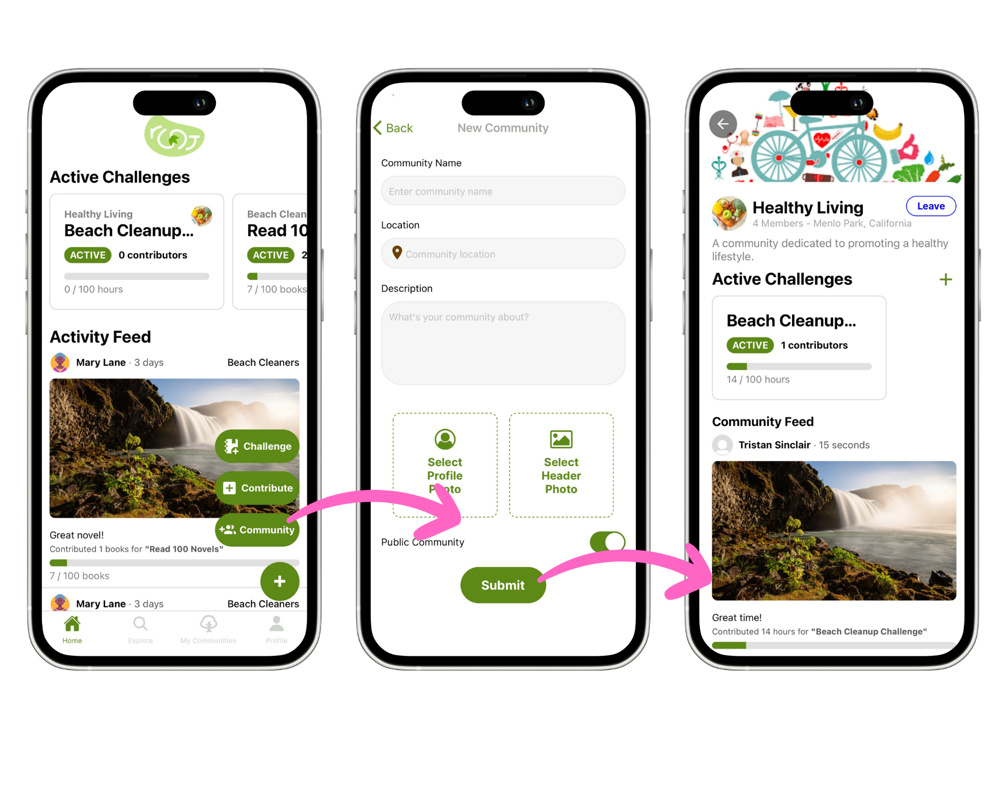 root
Active Challenges
Healthy Living
Beach Cleanup...
ACTIVE 0 contributors
0 / 100 hours
Beach Clean
Read 10
ACTIVE 2
7 / 100 books
Activity Feed
Mary Lane · 3 days Beach Cleaners
Challenge
Contribute
Community
Great novel!
Contributed 1 books for "Read 100 Novels"
7 / 100 books
Mary Lane · 3 days Beach Cleaners
Home Explore My Communities Profile
Back New Community
Community Name
Enter community name
Location
Community location
Description
What's your community about?
Select
Profile
Photo
Select
Header
Photo
Public Community
Submit
Healthy Living
Leave
4 Members - Menlo Park, California
A community dedicated to promoting a healthy
lifestyle.
Active Challenges
Beach Cleanup...
ACTIVE 1 contributors
14 / 100 hours
Community Feed
Tristan Sinclair · 15 seconds
Great time!
Contributed 14 hours for "Beach Cleanup Challenge"